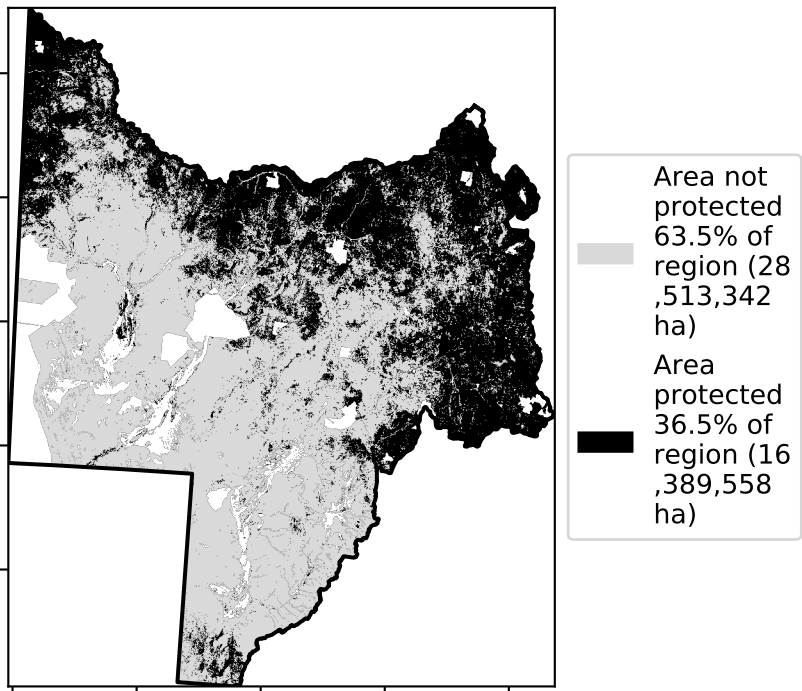 Area not
protected
63.5% of
region (28
,513,342
ha)
Area
protected
36.5% of
region (16
,389,558
ha)